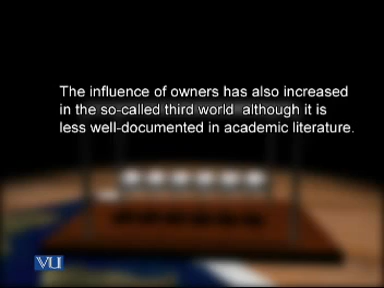 The influence of owners has also increased
in the so-called third world although it is
less well-documented in academic literature.
VU